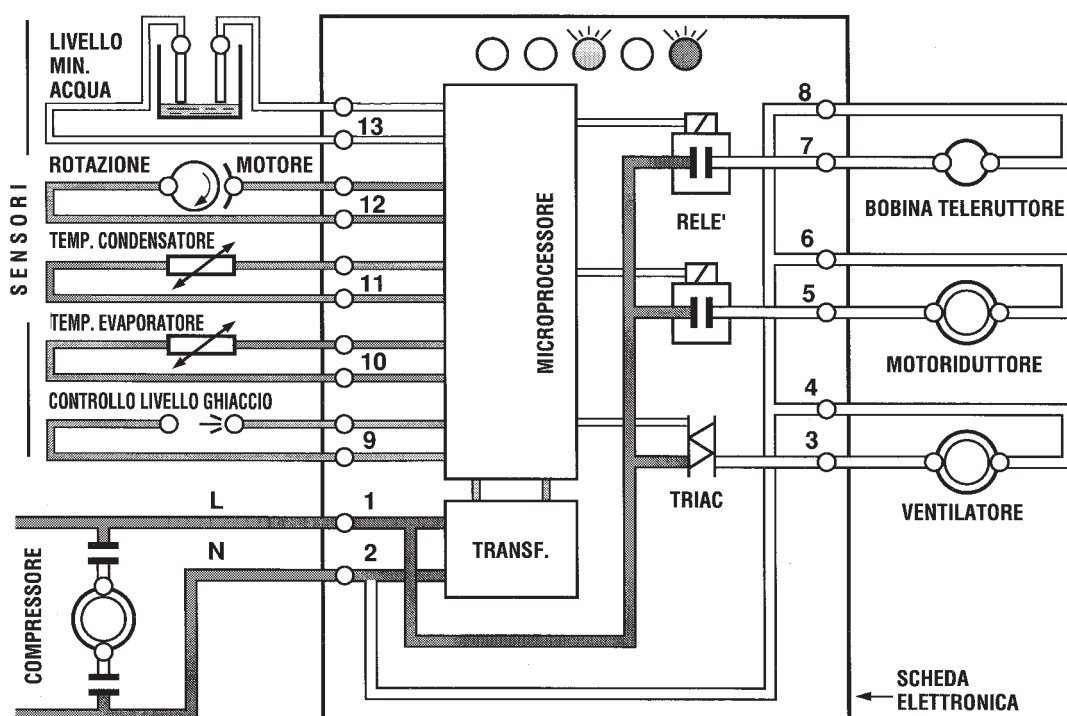 LIVELLO
MIN.
ACQUA
13
ROTAZIONE MOTORE
12
TEMP. CONDENSATORE
11
TEMP. EVAPORATORE
10
CONTROLLO LIVELLO GHIACCIO
9
SENSORI
L
1
N
2
COMPRESSORE
MICROPROCESSORE
TRANSF.
RELE'
TRIAC
8
7
BOBINA TELERUTTORE
6
5
MOTORIDUTTORE
4
3
VENTILATORE
SCHEDA
ELETTRONICA